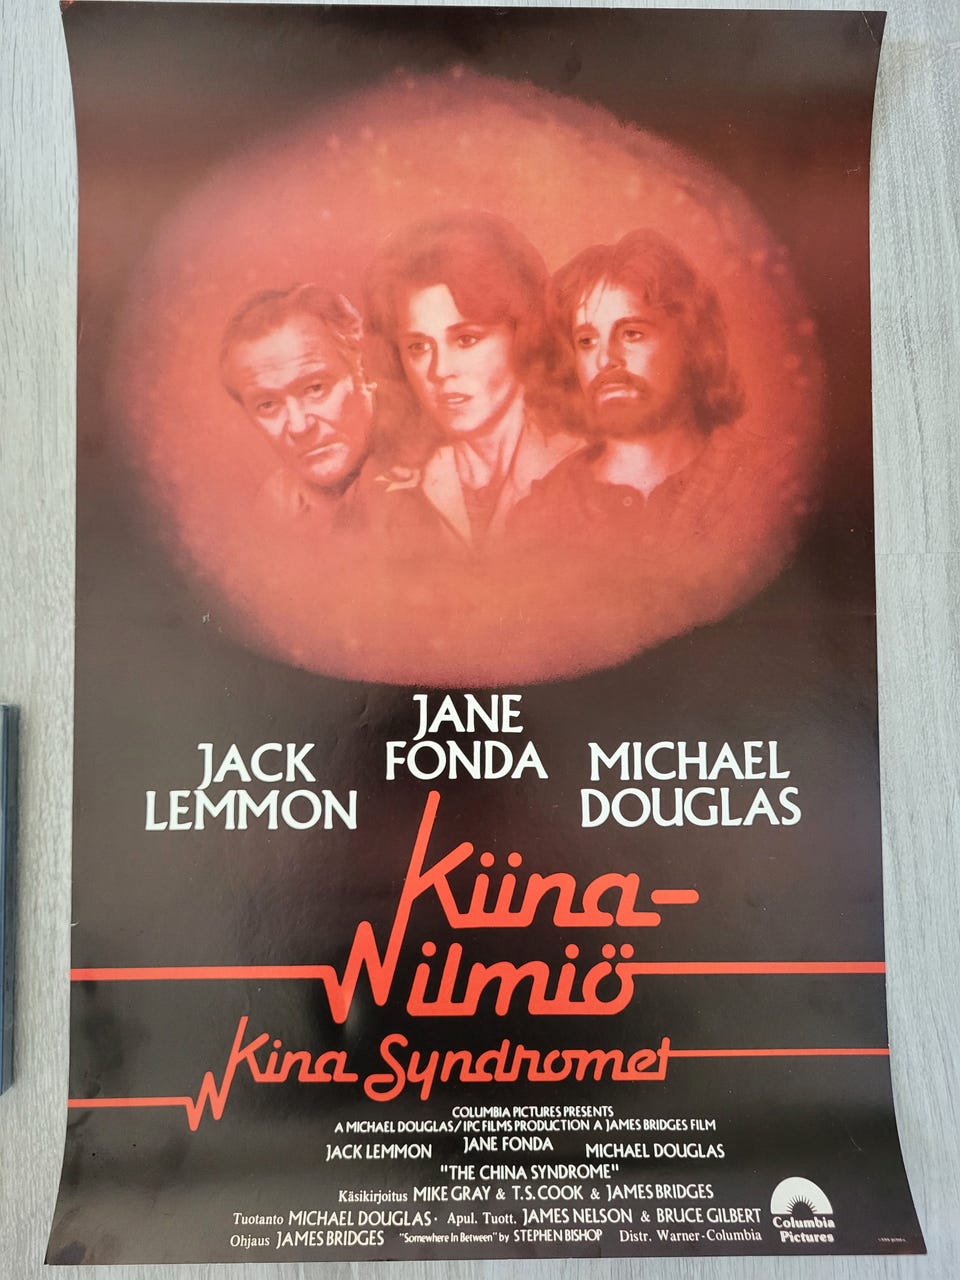 JACK LEMMON
JANE FONDA
MICHAEL DOUGLAS
Kiina-
ilmiö
Kina Syndromet
COLUMBIA PICTURES PRESENTS
A MICHAEL DOUGLAS/IPC FILMS PRODUCTION A JAMES BRIDGES FILM
JACK LEMMON JANE FONDA MICHAEL DOUGLAS
"THE CHINA SYNDROME"
Käsikirjoitus MIKE GRAY & T.S. COOK & JAMES BRIDGES
Tuotanto MICHAEL DOUGLAS · Apul. Tuott. JAMES NELSON & BRUCE GILBERT
Ohjaus JAMES BRIDGES "Somewhere In Between" by STEPHEN BISHOP Distr. Warner-Columbia
Columbia
Pictures